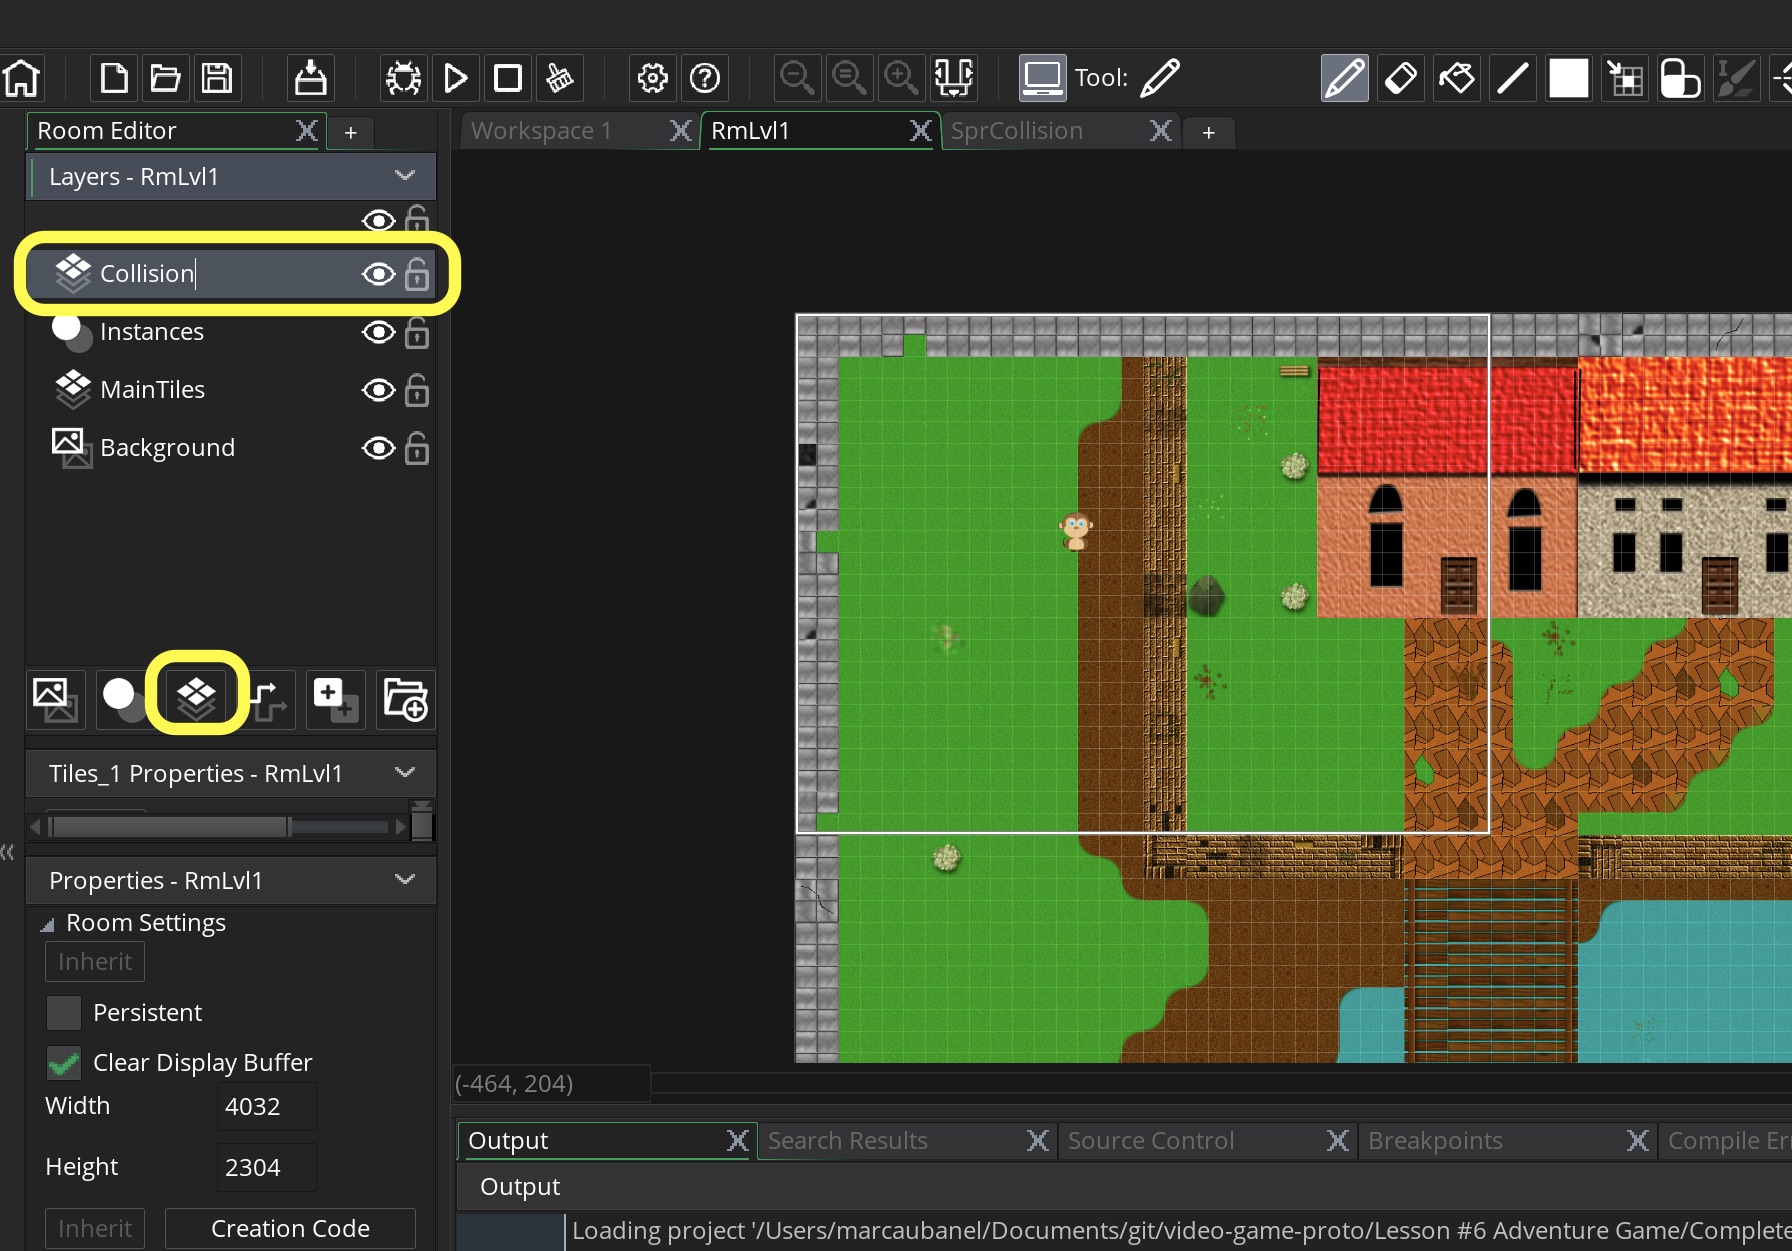 Tool:
Room Editor
+
Workspace 1
RmLvl1
SprCollision
+
Layers - RmLvl1
Collision
Instances
MainTiles
Background
Tiles_1 Properties - RmLvl1
Properties - RmLvl1
Room Settings
Inherit
Persistent
Clear Display Buffer
Width
4032
Height
2304
Inherit
Creation Code
(-464, 204)
Output
Search Results
Source Control
Breakpoints
Compile Er
Output
Loading project '/Users/marcaubanel/Documents/git/video-game-proto/Lesson #6 Adventure Game/Complete